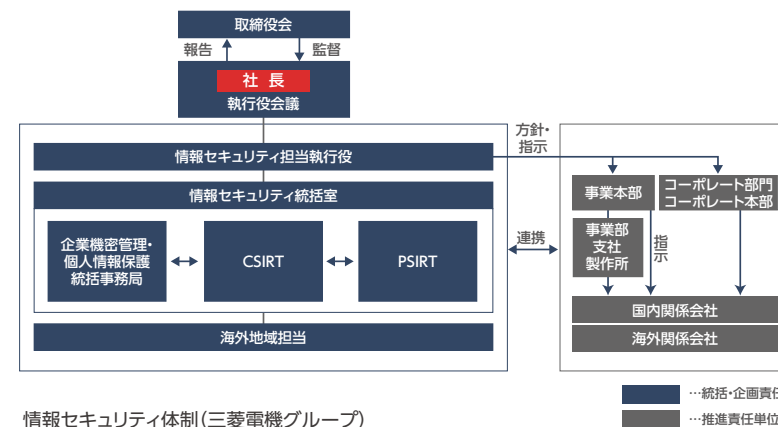 取締役会
報告
監督
社長
執行役会議
情報セキュリティ担当執行役
方針・
指示
情報セキュリティ統括室
企業機密管理・
個人情報保護
統括事務局
CSIRT
PSIRT
海外地域担当
連携
事業本部
コーポレート部門
コーポレート本部
事業部
支社
製作所
指示
国内関係会社
海外関係会社
…統括・企画責任
…推進責任単位
情報セキュリティ体制(三菱電機グループ)